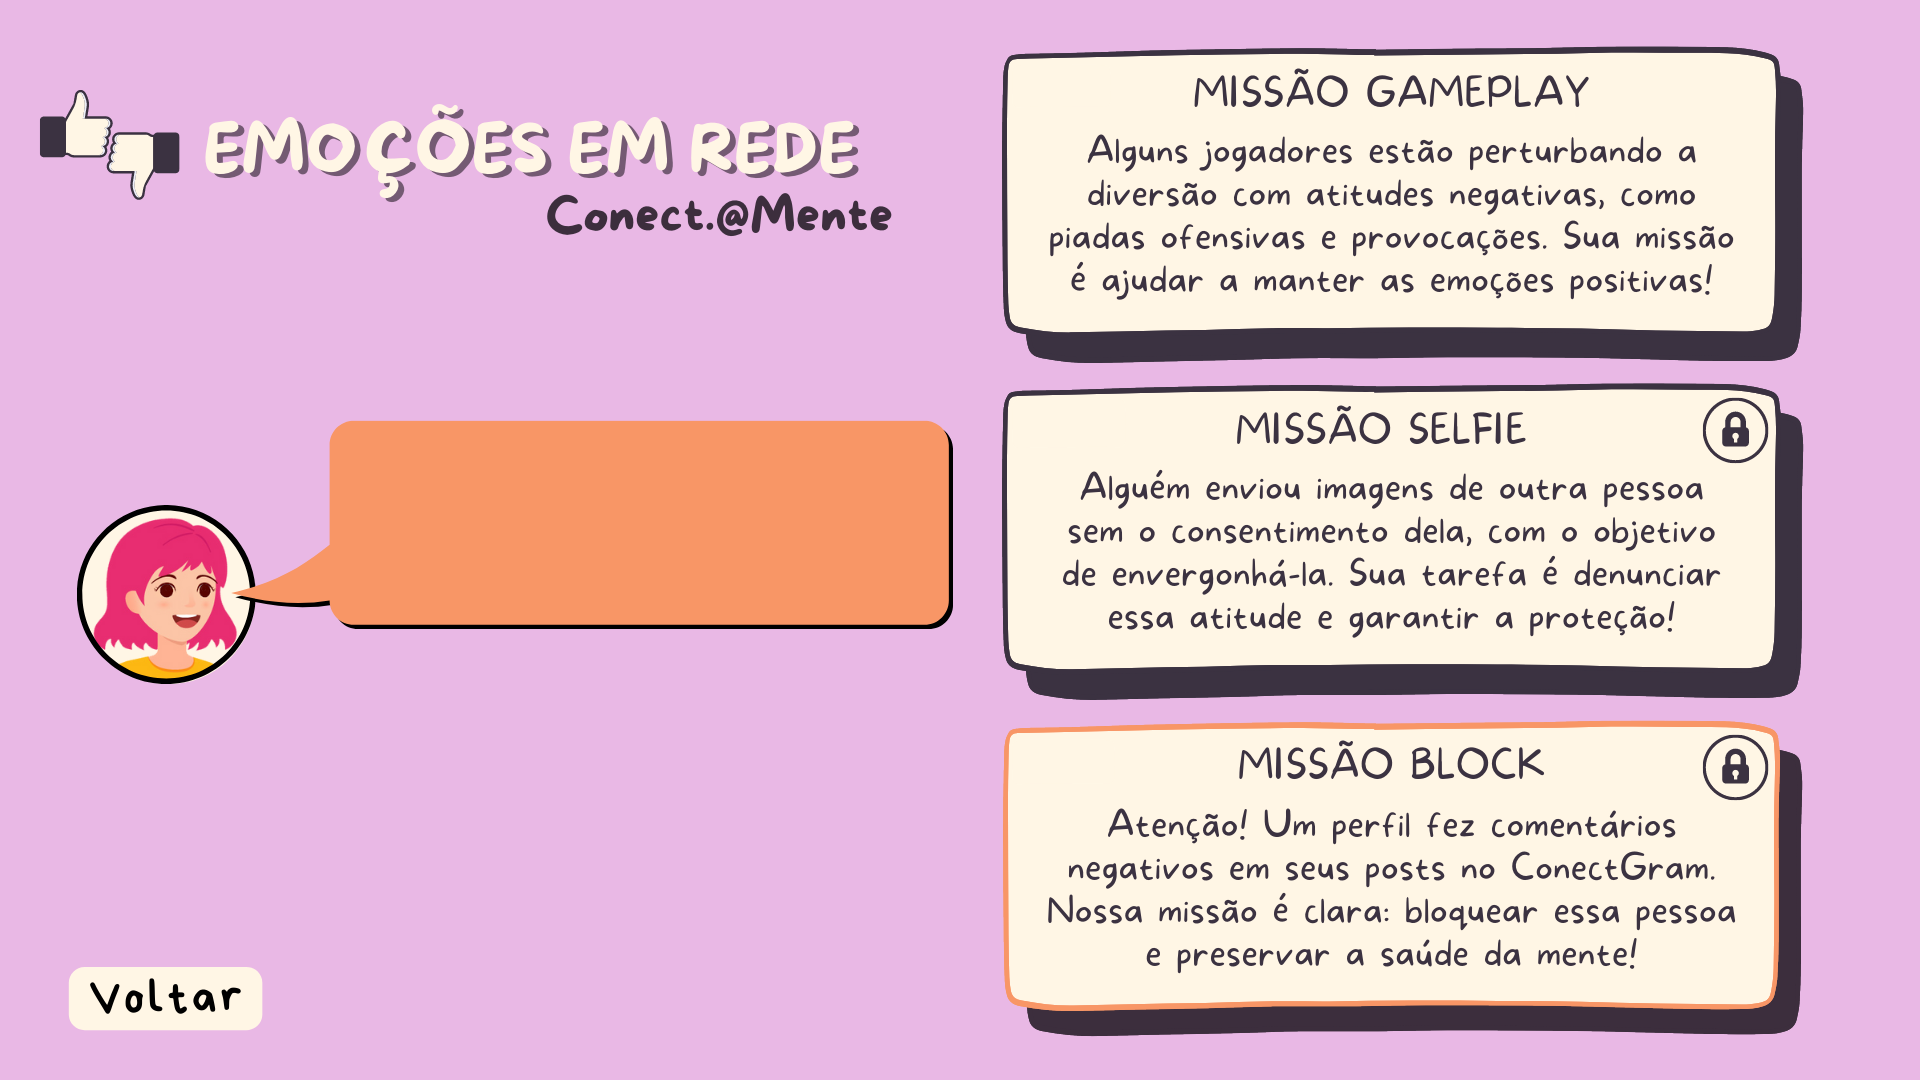 EMOÇÕES EM REDE
Conect.@Mente
MISSÃO GAMEPLAY
Alguns jogadores estão perturbando a
diversão com atitudes negativas, como
piadas ofensivas e provocações. Sua missão
é ajudar a manter as emoções positivas!
MISSÃO SELFIE
Alguém enviou imagens de outra pessoa
sem o consentimento dela, com o objetivo
de envergonhá-la. Sua tarefa é denunciar
essa atitude e garantir a proteção!
MISSÃO BLOCK
Atenção! Um perfil fez comentários
negativos em seus posts no ConectGram.
Nossa missão é clara: bloquear essa pessoa
e preservar a saúde da mente!
Voltar